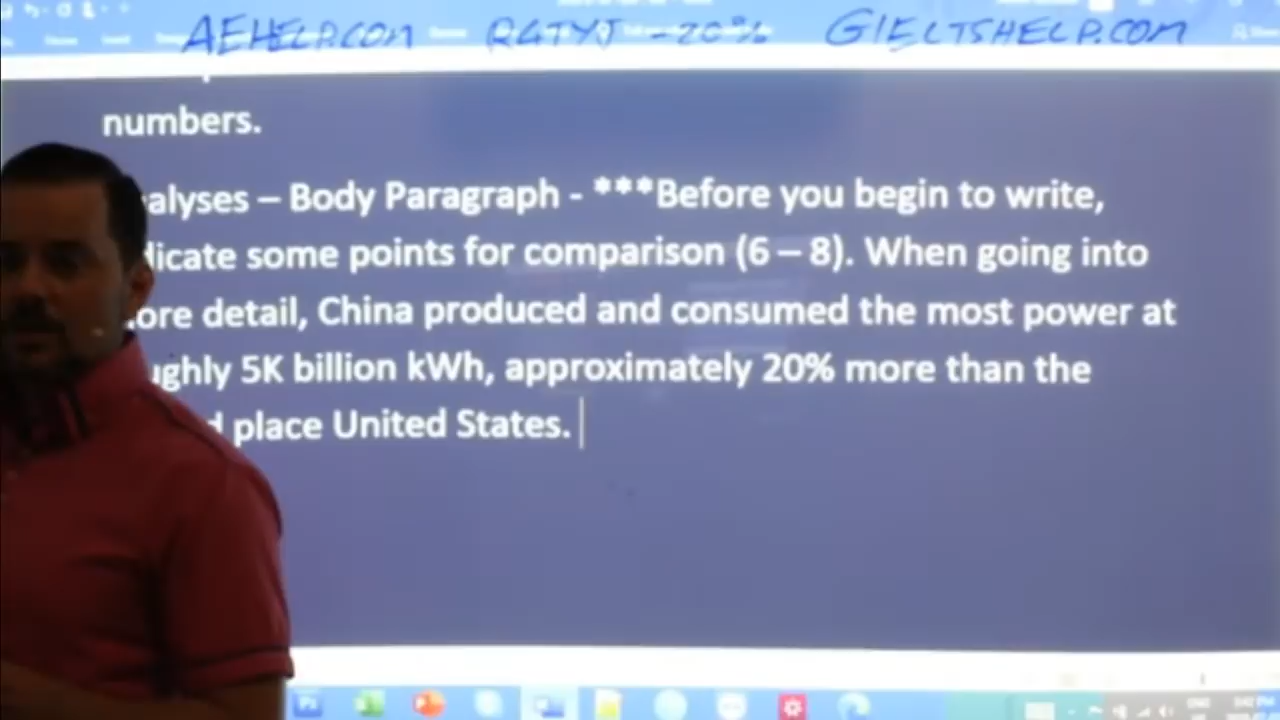 AEHELP.COM R4TYJ -20% GIELTSHELP.COM
numbers.
alyses – Body Paragraph - ***Before you begin to write,
dicate some points for comparison (6 – 8). When going into
ore detail, China produced and consumed the most power at
ughly 5K billion kWh, approximately 20% more than the
d place United States.